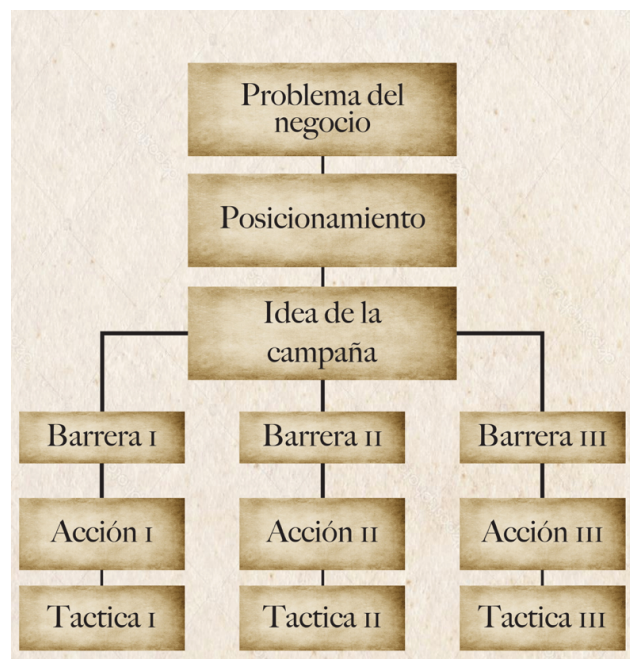 Problema del
negocio
Posicionamiento
Idea de la
campaña
Barrera I
Barrera II
Barrera III
Acción I
Acción II
Acción III
Tactica I
Tactica II
Tactica III